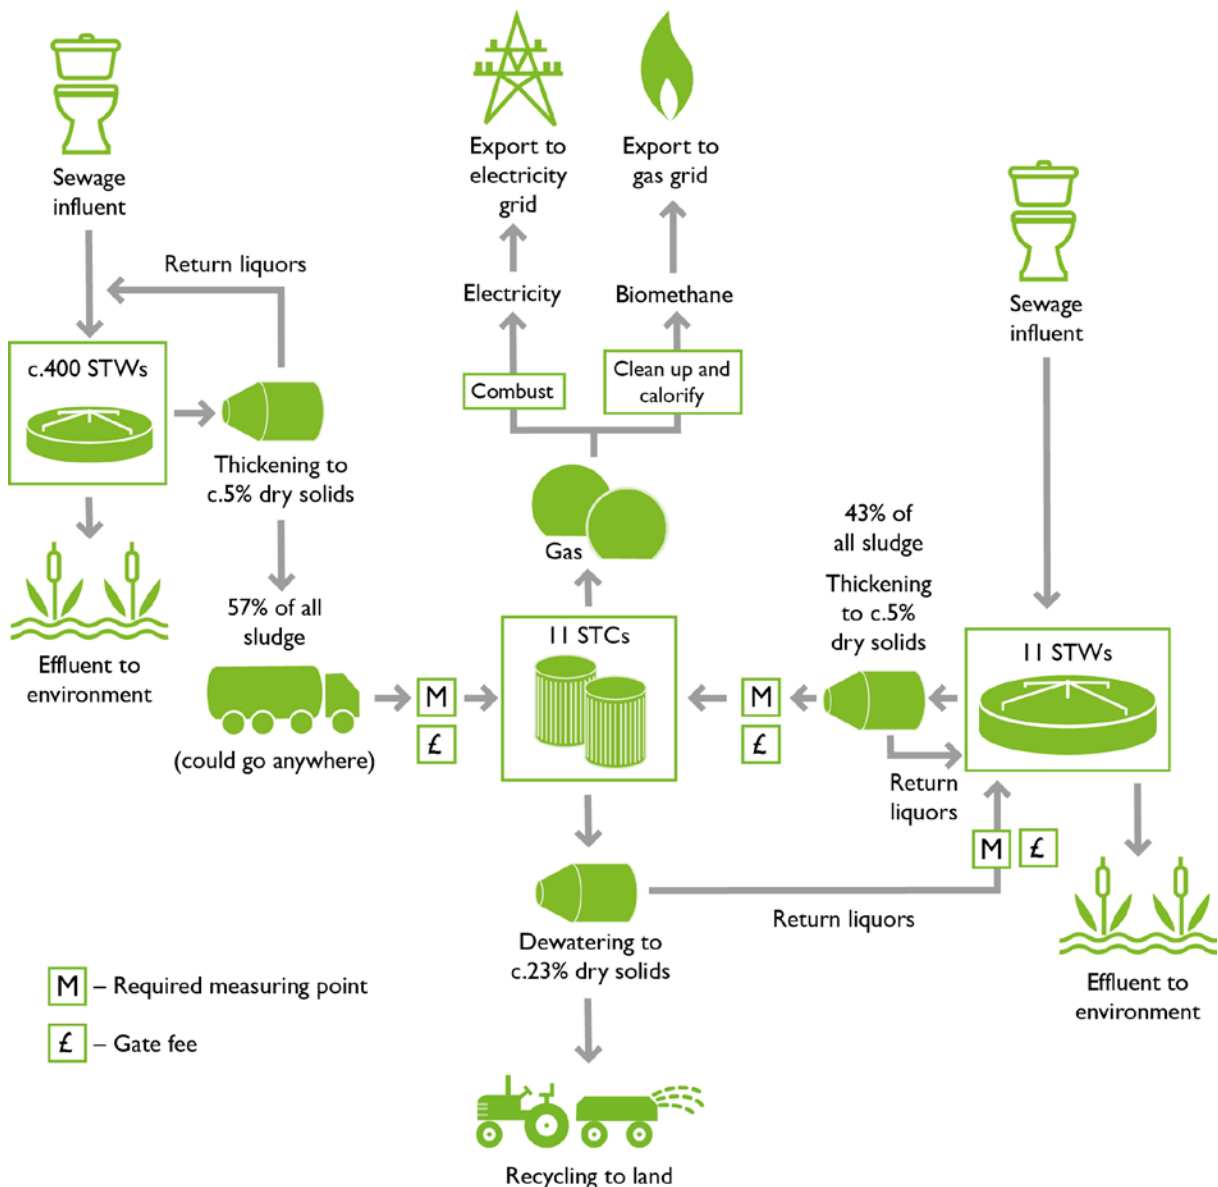 Sewage
influent
Return liquors
c.400 STWs
Thickening to
c.5% dry solids
Effluent to
environment
57% of all
sludge
(could go anywhere)
M
£
Export to
electricity
grid
Export to
gas grid
Electricity
Biomethane
Combust
Clean up and
calorify
Gas
11 STCs
Dewatering to
c.23% dry solids
Recycling to land
43% of
all sludge
Thickening
to c.5%
dry solids
M
£
Sewage
influent
11 STWs
Return
liquors
M £
Return liquors
Effluent to
environment
M – Required measuring point
£ – Gate fee